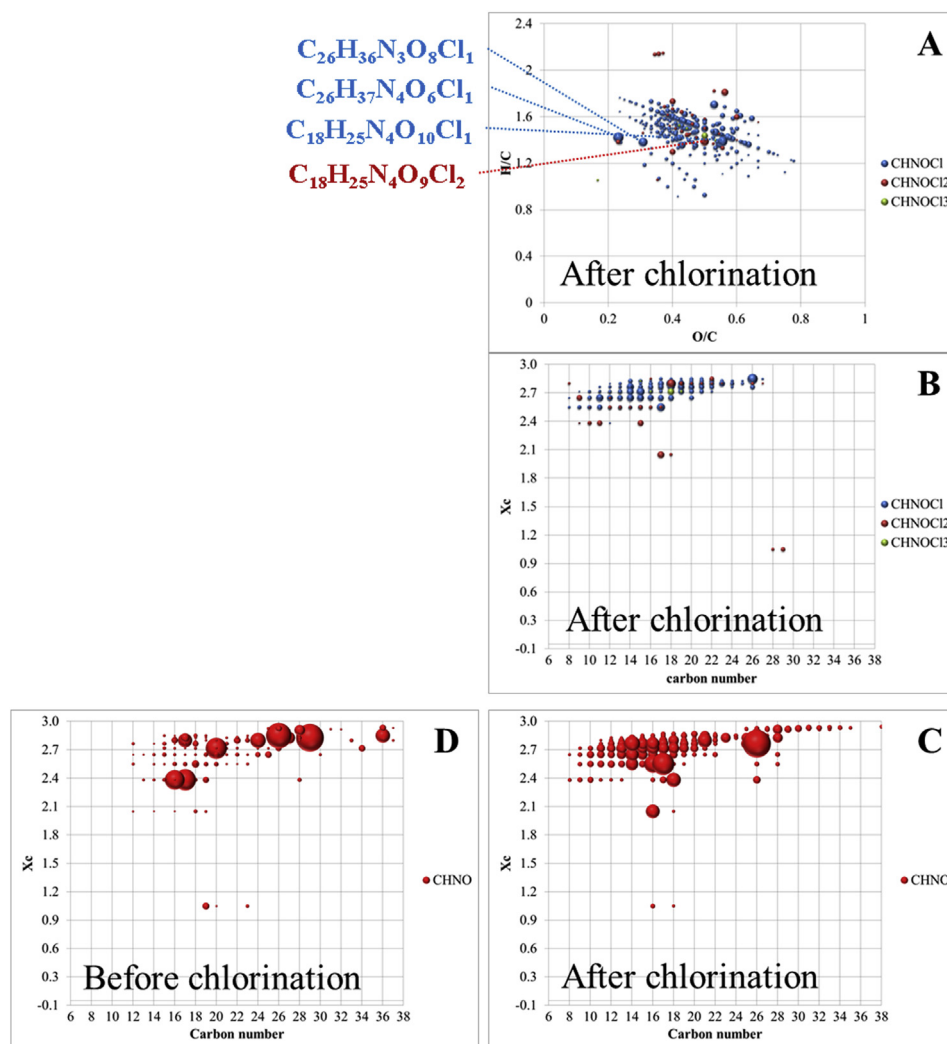 C26H36N3O8Cl1
C26H37N4O6Cl1
C18H25N4O10Cl1
C18H25N4O9Cl2
A
2.4
2
1.6
1.2
0.8
0.4
0
H/C
0 0.2 0.4 0.6 0.8 1
O/C
After chlorination
CHNOCl
CHNOCl2
CHNOCl3
B
3.0
2.7
2.4
2.1
1.8
1.5
1.2
0.9
0.6
0.3
-0.1
Xc
6 8 10 12 14 16 18 20 22 24 26 28 30 32 34 36 38
carbon number
After chlorination
CHNOCl
CHNOCl2
CHNOCl3
D
3.0
2.7
2.4
2.1
1.8
1.5
1.2
0.9
0.6
0.3
-0.1
Xc
6 8 10 12 14 16 18 20 22 24 26 28 30 32 34 36 38
Carbon number
Before chlorination
CHNO
C
3.0
2.7
2.4
2.1
1.8
1.5
1.2
0.9
0.6
0.3
-0.1
Xc
6 8 10 12 14 16 18 20 22 24 26 28 30 32 34 36 38
Carbon number
After chlorination
CHNO